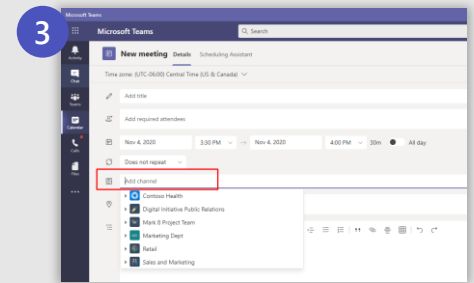 3
Microsoft Teams
Microsoft Teams
Search
Activity
Chat
Teams
Calendar
Calls
Files
New meeting Details Scheduling Assistant
Time zone: (UTC-06:00) Central Time (US & Canada)
Add title
Add required attendees
Nov 4, 2020 3:30 PM → Nov 4, 2020 4:00 PM 30m All day
Does not repeat
Add channel
Contoso Health
Digital Initiative Public Relations
Mark 8 Project Team
Marketing Dept
Retail
Sales and Marketing